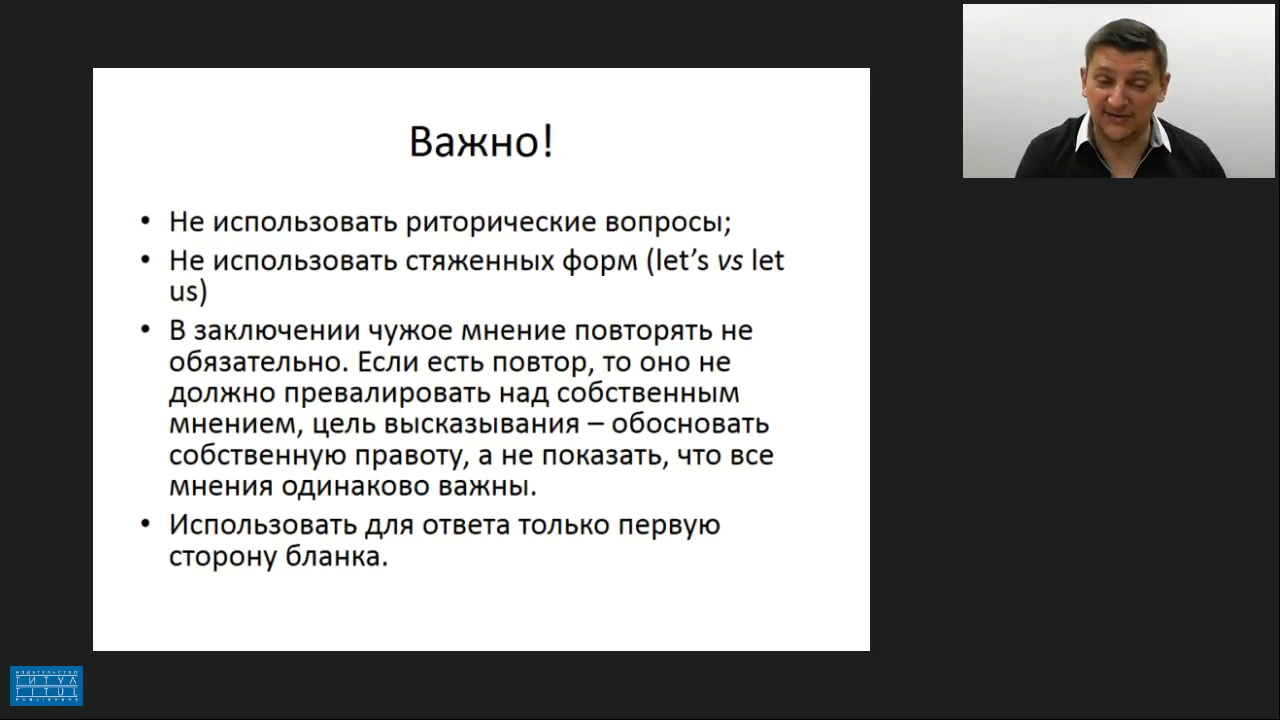 Важно!
• Не использовать риторические вопросы;
• Не использовать стяженных форм (let’s vs let
us)
• В заключении чужое мнение повторять не
обязательно. Если есть повтор, то оно не
должно превалировать над собственным
мнением, цель высказывания – обосновать
собственную правоту, а не показать, что все
мнения одинаково важны.
• Использовать для ответа только первую
сторону бланка.
ИЗДАТЕЛЬСТВО
ТИТУЛ
TITUL
PUBLISHERS